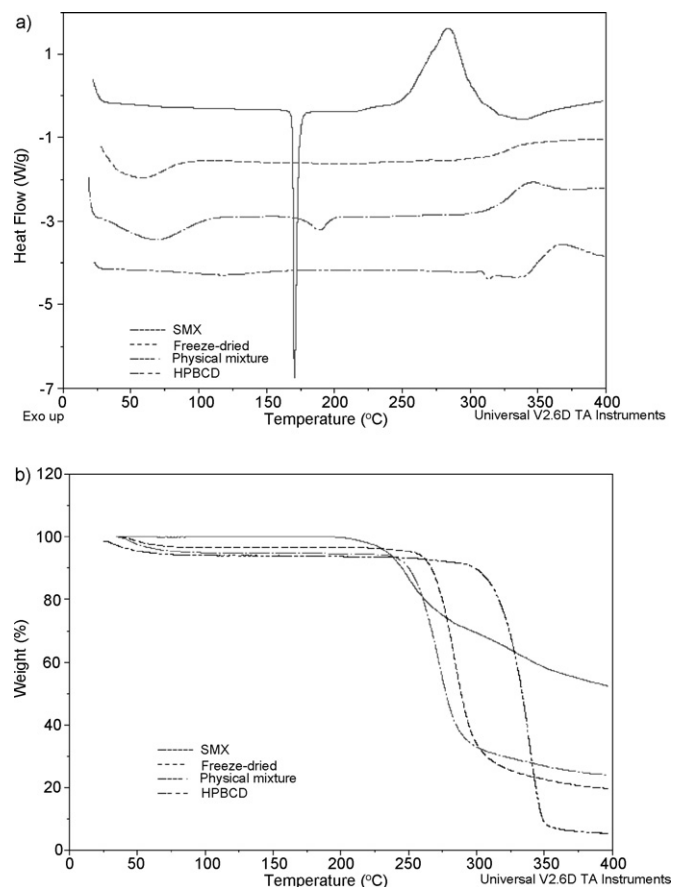 a)
1
-1
-3
-5
-7
Heat Flow (W/g)
SMX
Freeze-dried
Physical mixture
HPBCD
0 50 100 150 200 250 300 350 400
Exo up Temperature (°C) Universal V2.6D TA Instruments
b)
120
100
80
60
40
20
0
Weight (%)
SMX
Freeze-dried
Physical mixture
HPBCD
0 50 100 150 200 250 300 350 400
Temperature (°C) Universal V2.6D TA Instruments